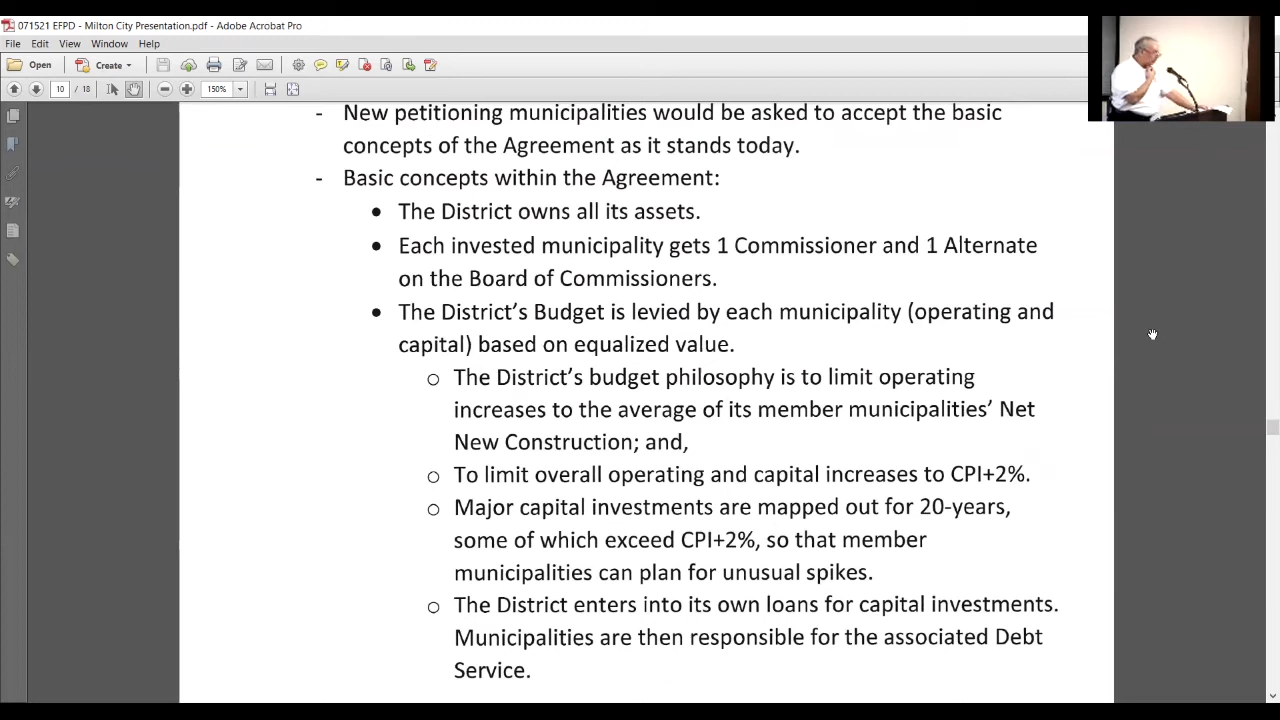 071521 EFPD - Milton City Presentation.pdf - Adobe Acrobat Pro
File Edit View Window Help
Open Create
10 / 18 150%
- New petitioning municipalities would be asked to accept the basic
concepts of the Agreement as it stands today.
- Basic concepts within the Agreement:
• The District owns all its assets.
• Each invested municipality gets 1 Commissioner and 1 Alternate
on the Board of Commissioners.
• The District’s Budget is levied by each municipality (operating and
capital) based on equalized value.
o The District’s budget philosophy is to limit operating
increases to the average of its member municipalities’ Net
New Construction; and,
o To limit overall operating and capital increases to CPI+2%.
o Major capital investments are mapped out for 20-years,
some of which exceed CPI+2%, so that member
municipalities can plan for unusual spikes.
o The District enters into its own loans for capital investments.
Municipalities are then responsible for the associated Debt
Service.